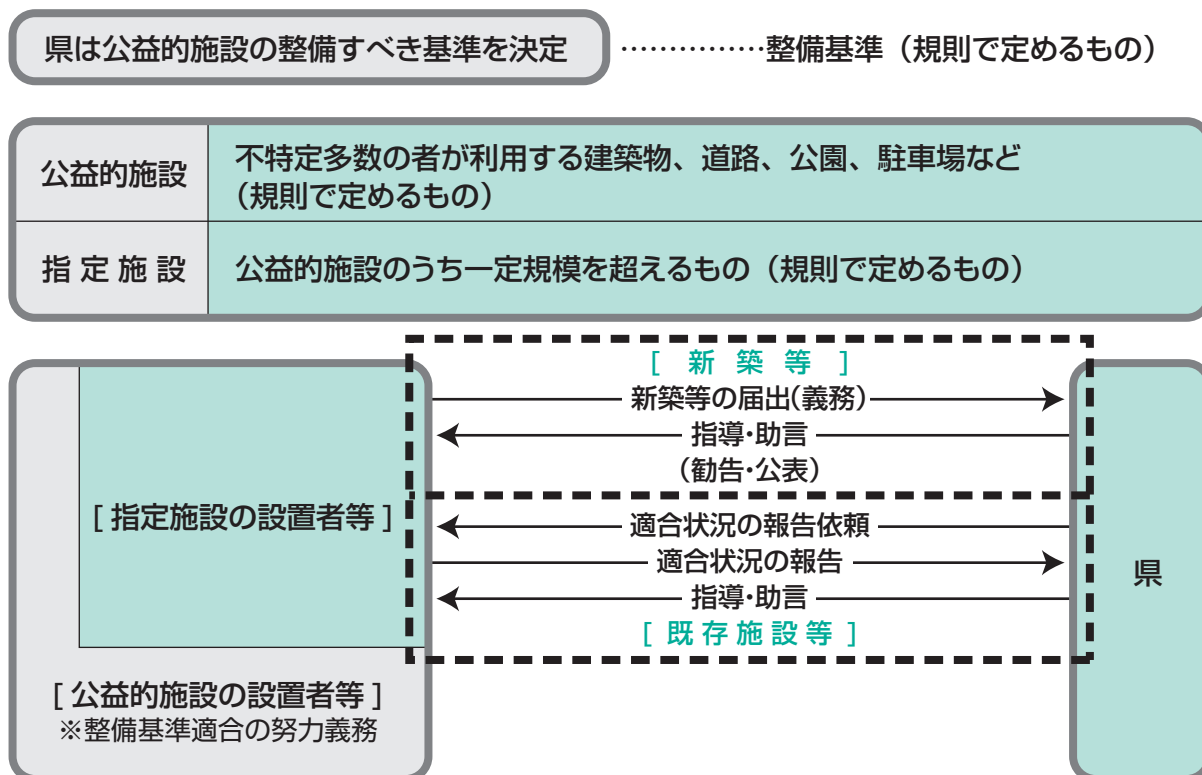 県は公益的施設の整備すべき基準を決定 ……………整備基準（規則で定めるもの）
公益的施設 不特定多数の者が利用する建築物、道路、公園、駐車場など
（規則で定めるもの）
指定施設 公益的施設のうち一定規模を超えるもの（規則で定めるもの）
[ 新築等 ]
新築等の届出(義務)
指導・助言
（勧告・公表）
[ 指定施設の設置者等 ]
適合状況の報告依頼
適合状況の報告
指導・助言
[ 既存施設等 ]
県
[ 公益的施設の設置者等 ]
※整備基準適合の努力義務